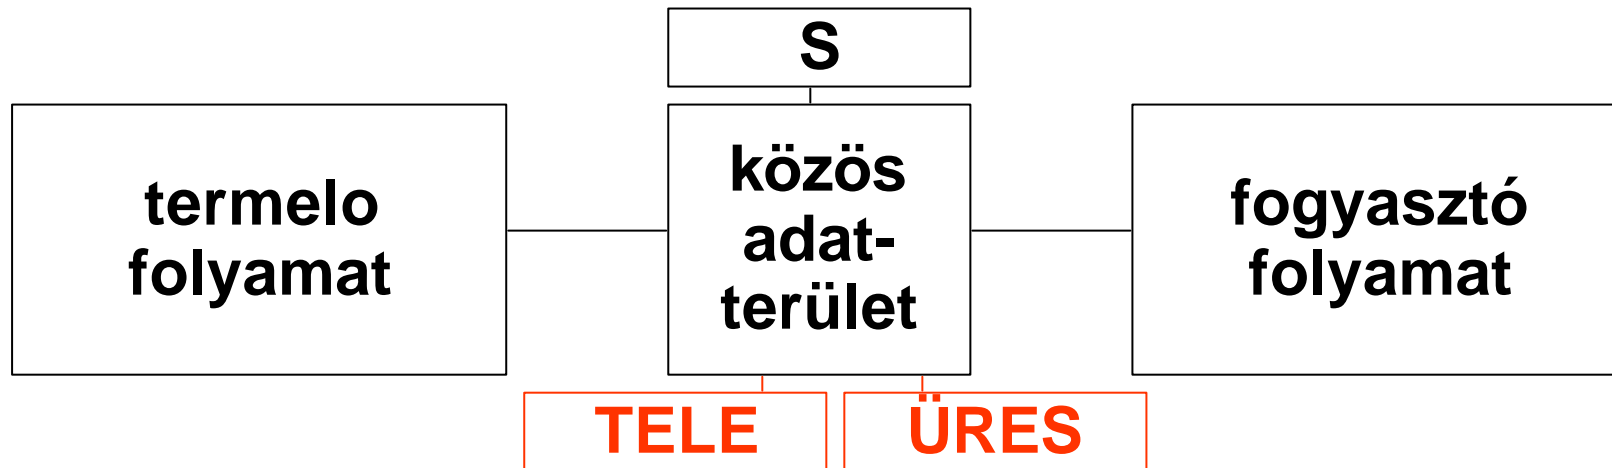 S
termelo
folyamat
közös
adat-
terület
fogyasztó
folyamat
TELE
ÜRES